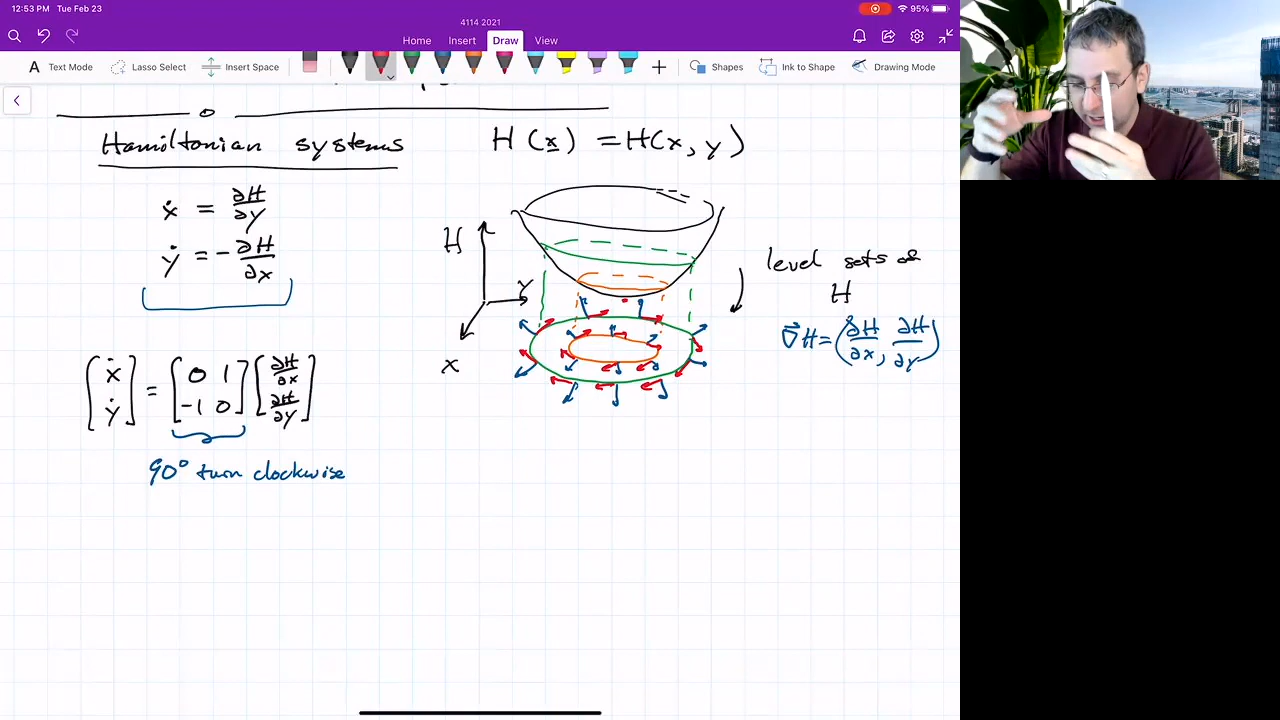 12:53 PM Tue Feb 23
95%
4114 2021
Home Insert Draw View
Text Mode Lasso Select Insert Space Shapes Ink to Shape Drawing Mode
Hamiltonian systems
H(x) = H(x, y)
ẋ = ∂H/∂y
ẏ = -∂H/∂x
H
Y
X
level sets of
H
∇H = (∂H/∂x, ∂H/∂y)
[ẋ ẏ] = [0 1 -1 0] [∂H/∂x ∂H/∂y]
90° turn clockwise